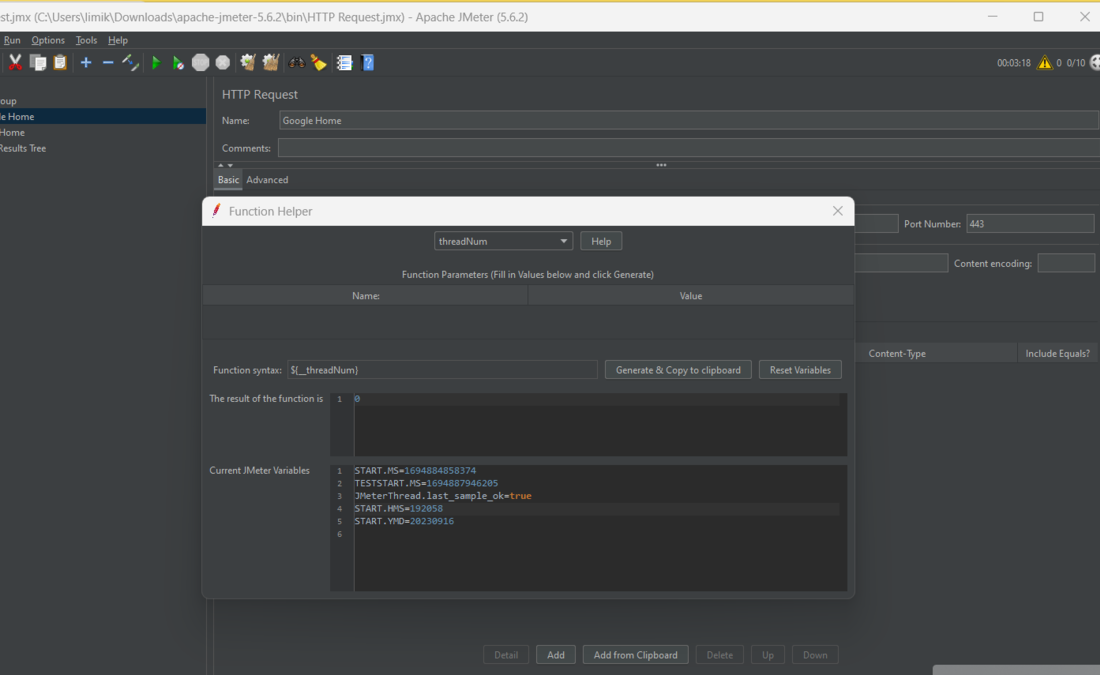 st.jmx (C:\Users\limik\Downloads\apache-jmeter-5.6.2\bin\HTTP Request.jmx) - Apache JMeter (5.6.2)
Run Options Tools Help
00:03:18 0 0/10
oup
le Home
Home
Results Tree
HTTP Request
Name: Google Home
Comments:
Basic Advanced
Port Number: 443
Content encoding:
Content-Type Include Equals?
Function Helper
threadNum Help
Function Parameters (Fill in Values below and click Generate)
Name: Value
Function syntax: ${__threadNum} Generate & Copy to clipboard Reset Variables
The result of the function is 1 0
Current JMeter Variables
1 START.MS=1694884858374
2 TESTSTART.MS=1694887946205
3 JMeterThread.last_sample_ok=true
4 START.HMS=192058
5 START.YMD=20230916
6
Detail Add Add from Clipboard Delete Up Down